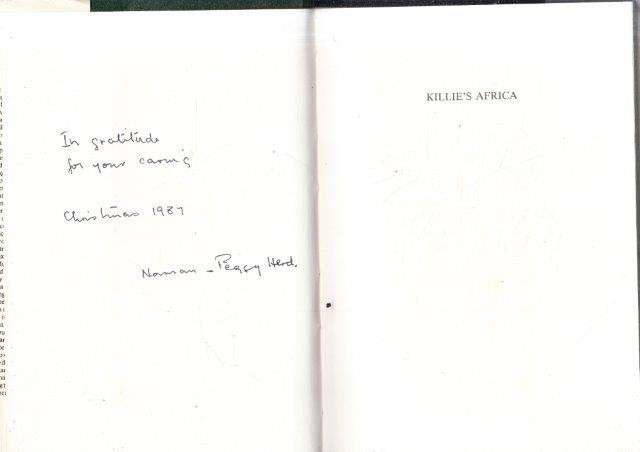 In gratitude
for your caring
Christmas 1987
Norman - Peggy Herd.
KILLIE'S AFRICA